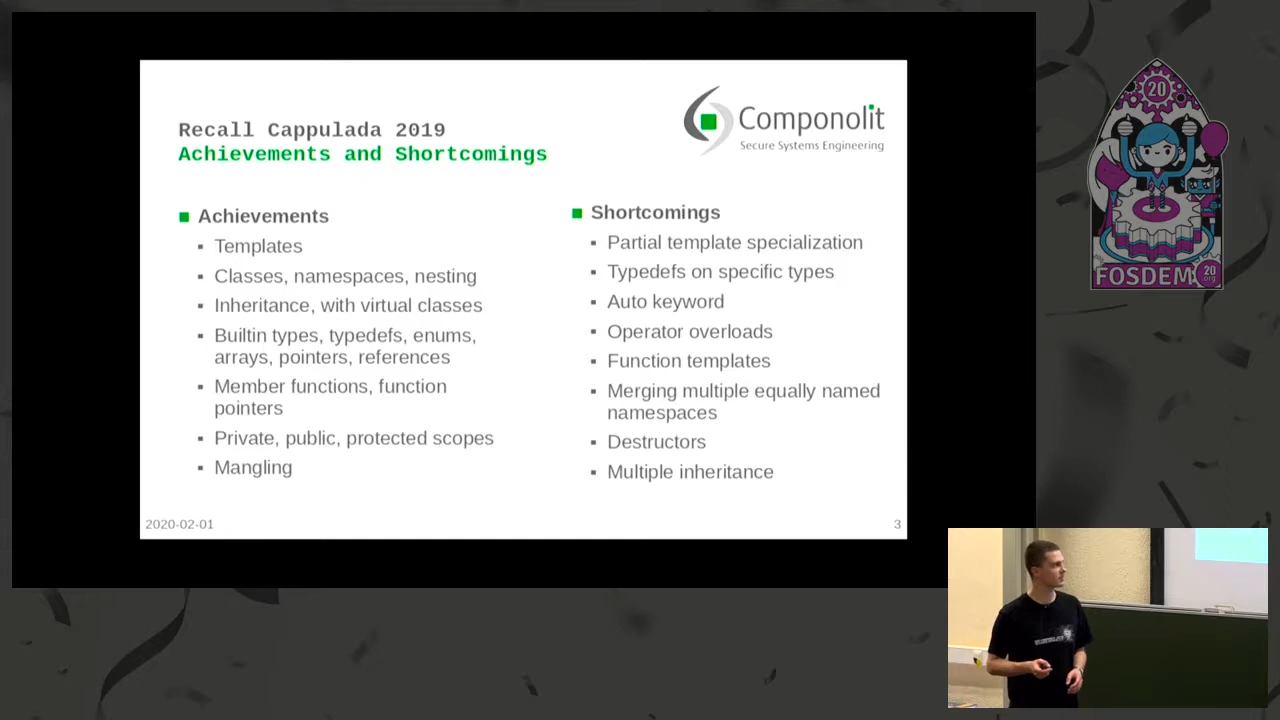 Recall Cappulada 2019
Achievements and Shortcomings
Componolit
Secure Systems Engineering
Achievements
Templates
Classes, namespaces, nesting
Inheritance, with virtual classes
Builtin types, typedefs, enums,
arrays, pointers, references
Member functions, function
pointers
Private, public, protected scopes
Mangling
Shortcomings
Partial template specialization
Typedefs on specific types
Auto keyword
Operator overloads
Function templates
Merging multiple equally named
namespaces
Destructors
Multiple inheritance
2020-02-01
3
20
FOSDEM
20
.org